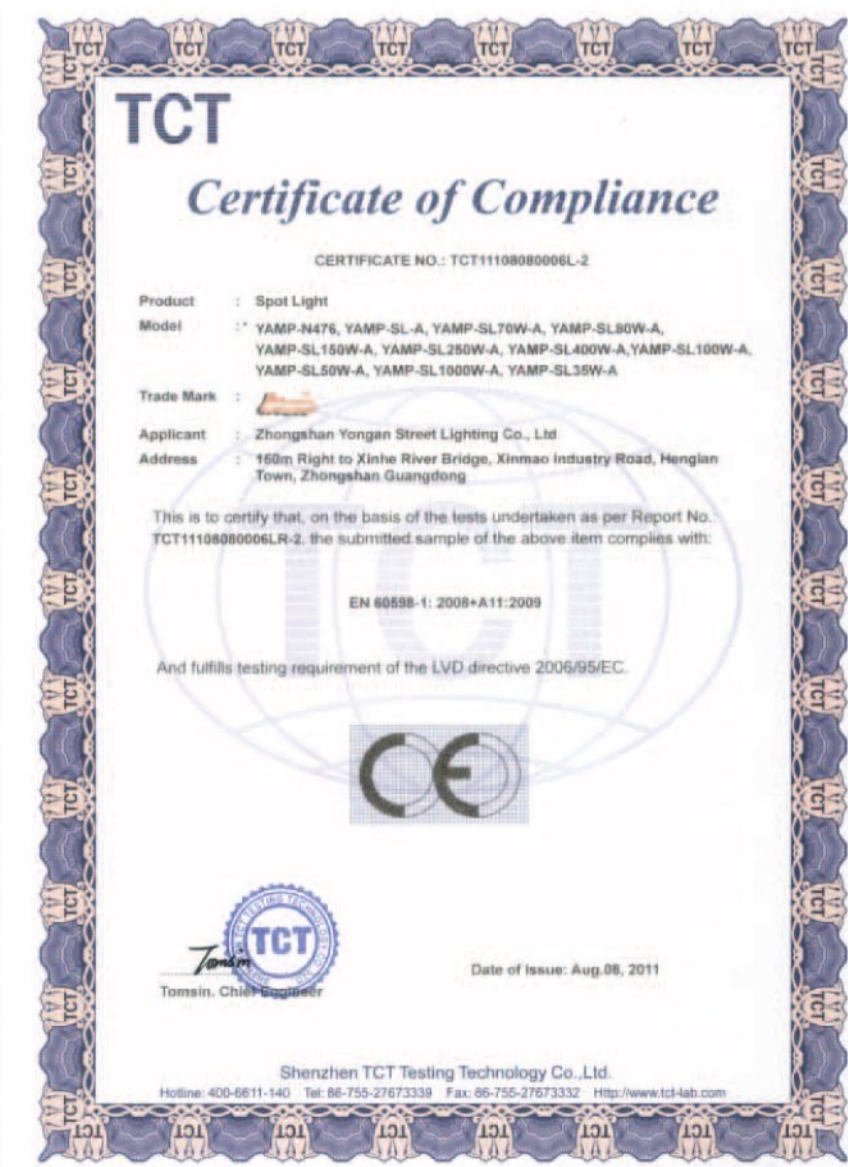 TCT
Certificate of Compliance
CERTIFICATE NO.: TCT11108080006L-2
Product : Spot Light
Model : YAMP-N476, YAMP-SL-A, YAMP-SL70W-A, YAMP-SL80W-A,
YAMP-SL150W-A, YAMP-SL250W-A, YAMP-SL400W-A,YAMP-SL100W-A,
YAMP-SL50W-A, YAMP-SL1000W-A, YAMP-SL35W-A
Trade Mark :
Applicant : Zhongshan Yongan Street Lighting Co., Ltd
Address : 150m Right to Xinhe River Bridge, Xinmao Industry Road, Henglan
Town, Zhongshan Guangdong
This is to certify that, on the basis of the tests undertaken as per Report No.:
TCT11108080006LR-2, the submitted sample of the above item complies with:
EN 60598-1: 2008+A11:2009
And fulfills testing requirement of the LVD directive 2006/95/EC.
CE
TCT
Tomsin
Tomsin. Chief Engineer
Date of Issue: Aug.08, 2011
Shenzhen TCT Testing Technology Co.,Ltd.
Hotline: 400-6611-140 Tel: 86-755-27673339 Fax: 86-755-27673332 Http://www.tct-lab.com